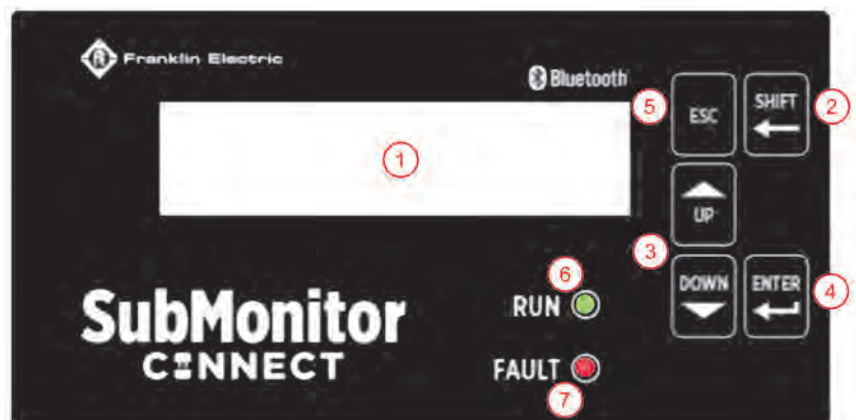 Franklin Electric
Bluetooth
1
5
ESC
SHIFT
2
UP
3
DOWN
ENTER
4
6
RUN
SubMonitor
CONNECT
FAULT
7